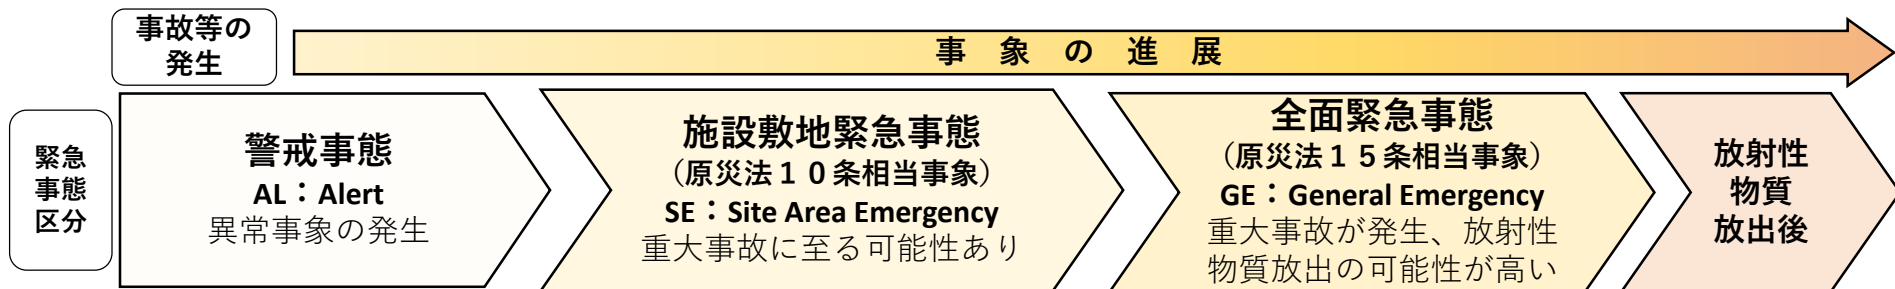 事故等の
発生
事象の進展
緊急
事態
区分
警戒事態
AL：Alert
異常事象の発生
施設敷地緊急事態
（原災法１０条相当事象）
SE：Site Area Emergency
重大事故に至る可能性あり
全面緊急事態
（原災法１５条相当事象）
GE：General Emergency
重大事故が発生、放射性
物質放出の可能性が高い
放射性
物質
放出後